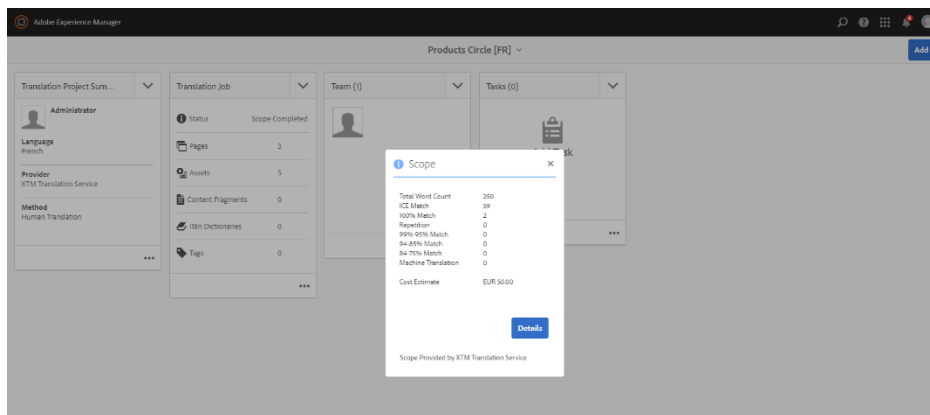 Adobe Experience Manager
Products Circle [FR]
Add
Translation Project Sum...
Administrator
Language
French
Provider
XTM Translation Service
Method
Human Translation
Translation Job
Status Scope Completed
Pages 3
Assets 5
Content Fragments 0
I18n Dictionaries 0
Tags 0
Team (1)
Tasks (0)
sk
Scope
Total Word Count 250
ICE Match 59
100% Match 2
Repetition 0
99%-95% Match 0
94-85% Match 0
84-75% Match 0
Machine Translation 0
Cost Estimate EUR 50.00
Details
Scope Provided by XTM Translation Service